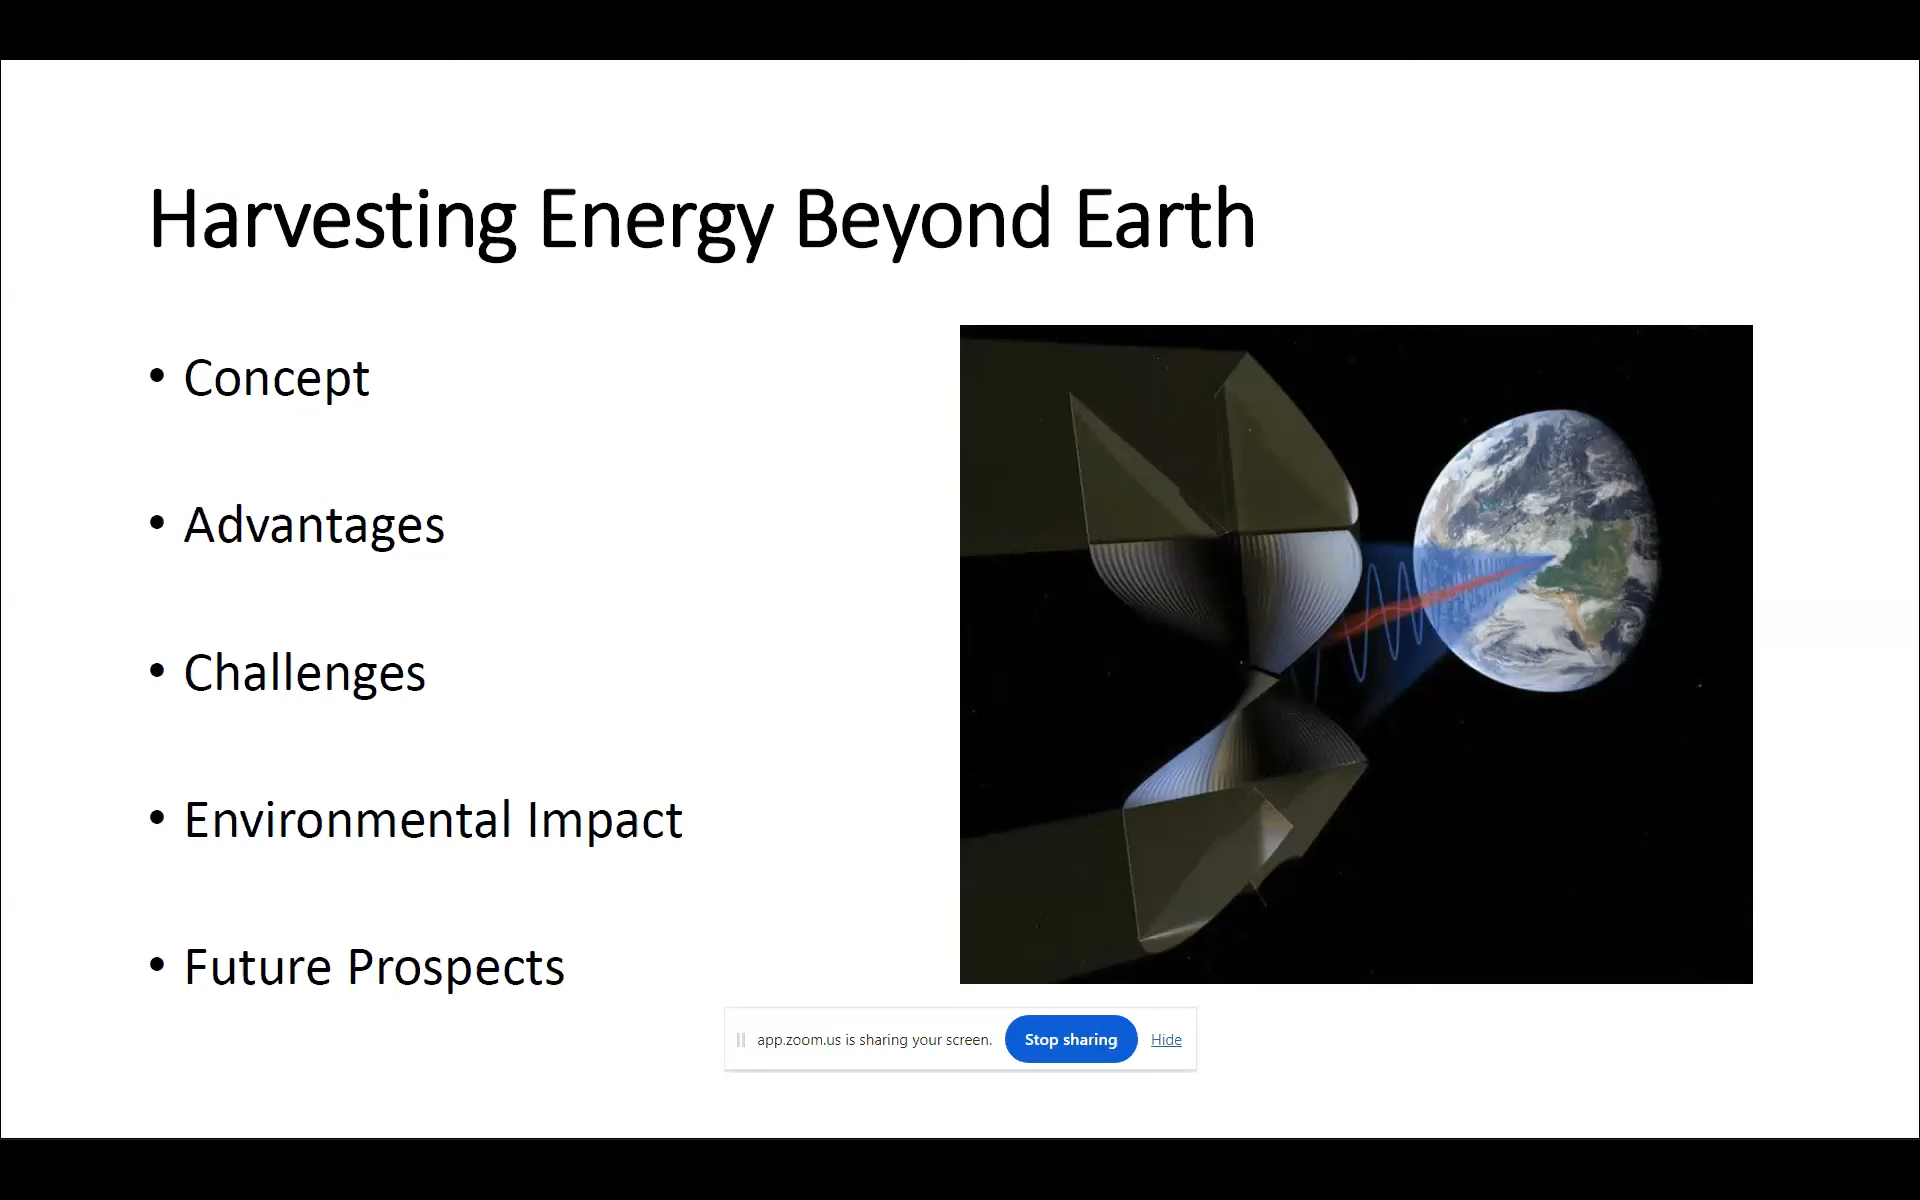 Harvesting Energy Beyond Earth
• Concept
• Advantages
• Challenges
• Environmental Impact
• Future Prospects
app.zoom.us is sharing your screen. Stop sharing Hide